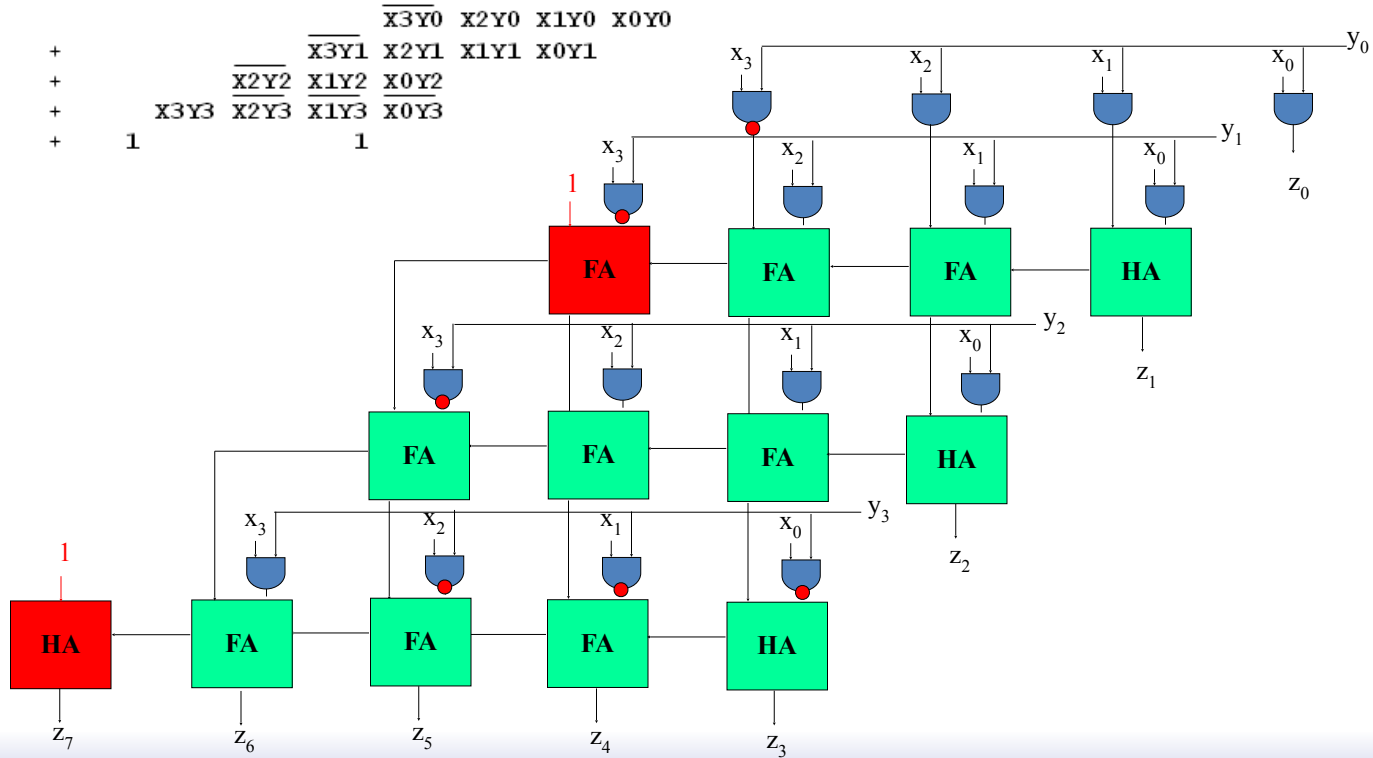 X3Y0 X2Y0 X1Y0 X0Y0
+ X3Y1 X2Y1 X1Y1 X0Y1
+ X2Y2 X1Y2 X0Y2
+ X3Y3 X2Y3 X1Y3 X0Y3
+ 1 1
y₀
x₃ x₂ x₁ x₀
y₁
x₃ x₂ x₁ x₀
z₀
1
FA FA FA HA
y₂
x₃ x₂ x₁ x₀
z₁
FA FA FA HA
y₃
x₃ x₂ x₁ x₀
z₂
1
HA FA FA FA HA
z₇ z₆ z₅ z₄ z₃